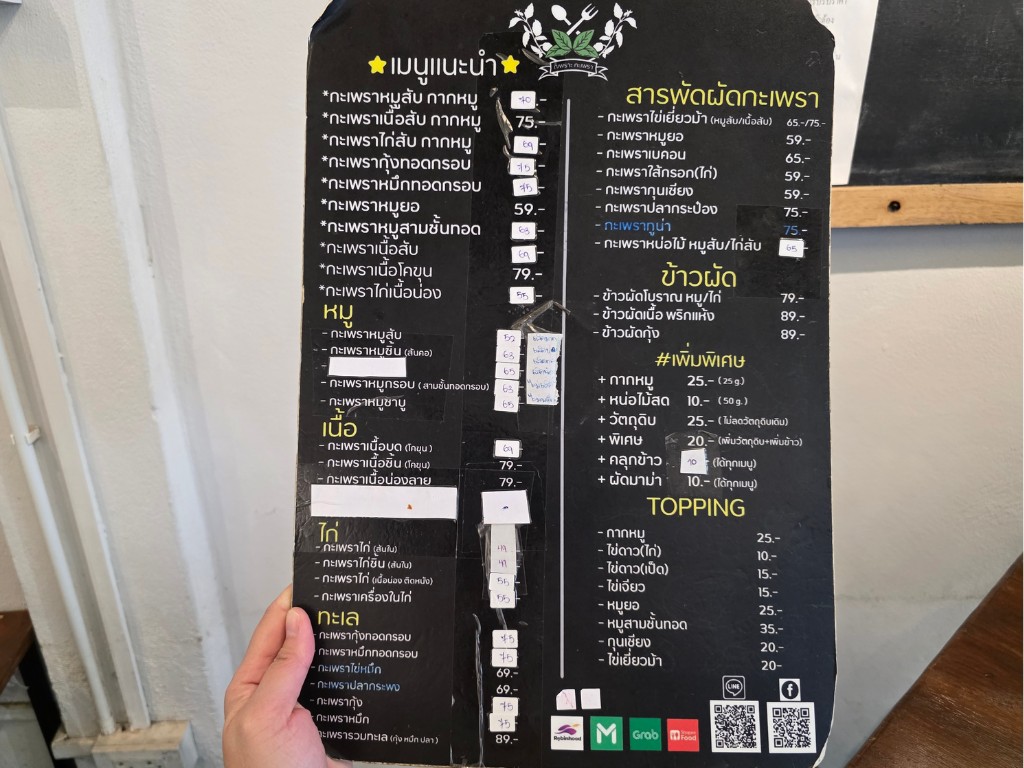 เมนูแนะนำ
*กะเพราหมูสับ กากหมู 70.-
*กะเพราเนื้อสับ กากหมู 75.-
*กะเพราไก่สับ กากหมู 69.-
*กะเพรากุ้งทอดกรอบ 75.-
*กะเพราหมึกทอดกรอบ 75.-
*กะเพราหมูยอ 59.-
*กะเพราหมูสามชั้นทอด 63.-
*กะเพราเนื้อสับ 69.-
*กะเพราเนื้อโคขุน 79.-
*กะเพราไก่เนื้อน่อง 55.-
หมู
- กะเพราหมูสับ 52
- กะเพราหมูชิ้น (สันคอ) 63
65
- กะเพราหมูกรอบ (สามชั้นทอดกรอบ) 63
- กะเพราหมูชาบู 65
เนื้อ
- กะเพราเนื้อบด (โคขุน) 69
- กะเพราเนื้อชิ้น (โคขุน) 79.-
- กะเพราเนื้อน่องลาย 79.-
ไก่
- กะเพราไก่ (สันใน) 49
- กะเพราไก่ชิ้น (สันใน) 49
- กะเพราไก่ (เนื้อน่อง ติดหนัง) 55
- กะเพราเครื่องในไก่ 55
ทะเล
- กะเพรากุ้งทอดกรอบ 75
- กะเพราหมึกทอดกรอบ 75
- กะเพราไข่หมึก 69.-
- กะเพราปลากระพง 69.-
- กะเพรากุ้ง 75
- กะเพราหมึก 75
- กะเพรารวมทะเล (กุ้ง หมึก ปลา) 89.-
สารพัดผัดกะเพรา
- กะเพราไข่เยี่ยวม้า (หมูสับ/เนื้อสับ) 65.-/75.-
- กะเพราหมูยอ 59.-
- กะเพราเบคอน 65.-
- กะเพราใส้กรอก(ไก่) 59.-
- กะเพรากุนเชียง 59.-
- กะเพราปลากระป๋อง 75.-
- กะเพราทูน่า 75.-
- กะเพราหน่อไม้ หมูสับ/ไก่สับ 65
ข้าวผัด
- ข้าวผัดโบราณ หมู/ไก่ 79.-
- ข้าวผัดเนื้อ พริกแห้ง 89.-
- ข้าวผัดกุ้ง 89.-
#เพิ่มพิเศษ
+ กากหมู 25.- (25 g.)
+ หน่อไม้สด 10.- (50 g.)
+ วัตถุดิบ 25.- (ไม่ลดวัตถุดิบเดิม)
+ พิเศษ 20.- (เพิ่มวัตถุดิบ+เพิ่มข้าว)
+ คลุกข้าว 10 (ได้ทุกเมนู)
+ ผัดมาม่า 10.- (ได้ทุกเมนู)
TOPPING
- กากหมู 25.-
- ไข่ดาว(ไก่) 10.-
- ไข่ดาว(เป็ด) 15.-
- ไข่เจียว 15.-
- หมูยอ 25.-
- หมูสามชั้นทอด 35.-
- กุนเชียง 20.-
- ไข่เยี่ยวม้า 20-
LINE
Robinhood
Grab
Food